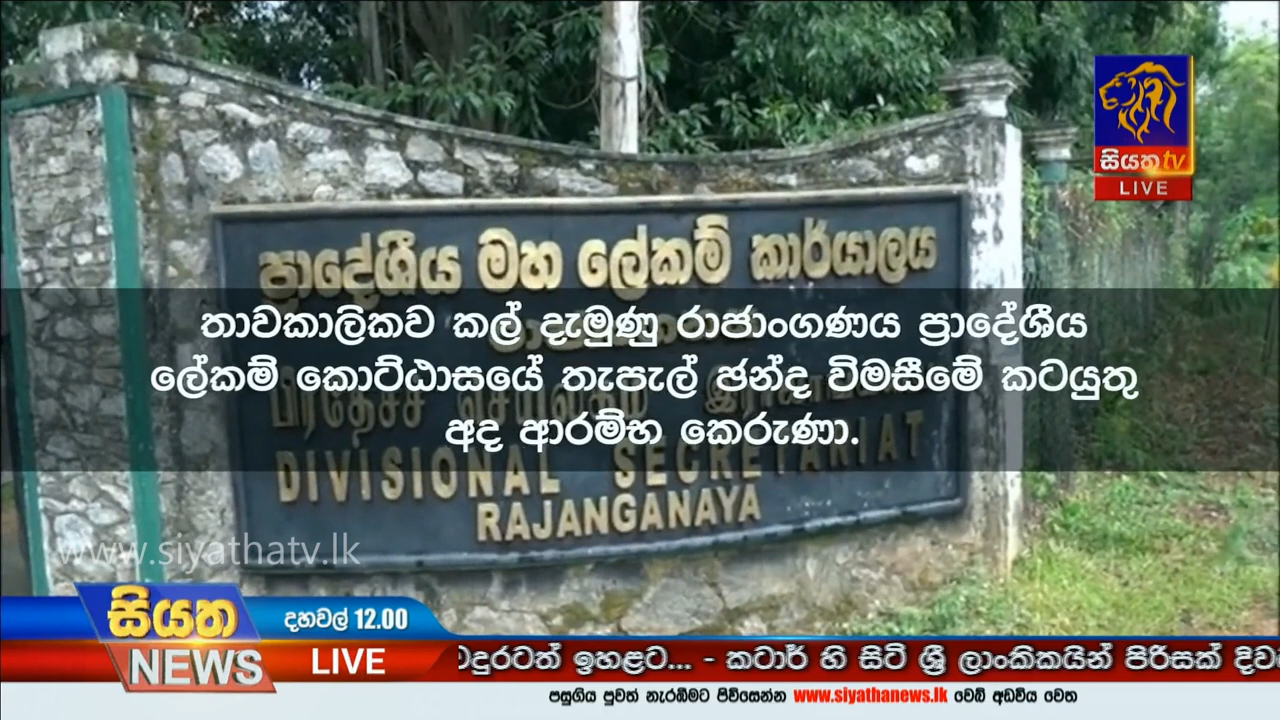 සියත tv
LIVE
ප්‍රාදේශීය මහ ලේකම් කාර්යාලය
තාවකාලිකව කල් දැමුණු රාජාංගණය ප්‍රාදේශීය
ලේකම් කොට්ඨාසයේ තැපැල් ඡන්ද විමසීමේ කටයුතු
අද ආරම්භ කෙරුණා.
DIVISIONAL SECRETARIAT
RAJANGANAYA
www.siyathatv.lk
සියත
NEWS
දහවල් 12.00
LIVE
ඉහළට... - කටාර් හි සිටි ශ්‍රී ලාංකිකයින් පිරිසක්
පසුගිය පුවත් නැරඹීමට පිවිසෙන්න www.siyathanews.lk වෙබ් අඩවිය වෙත